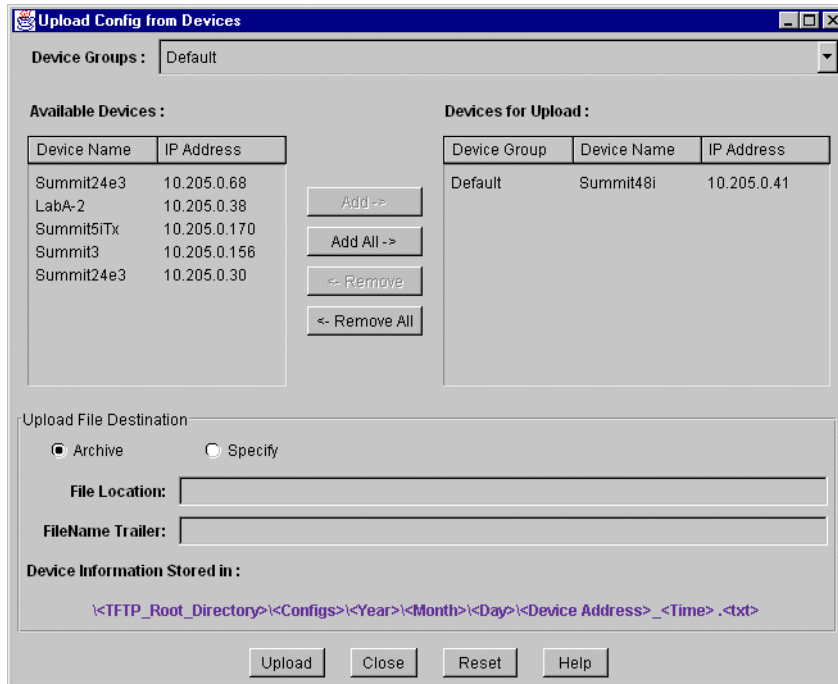 Upload Config from Devices
Device Groups : Default
Available Devices :
Device Name IP Address
Summit24e3 10.205.0.68
LabA-2 10.205.0.38
Summit5iTx 10.205.0.170
Summit3 10.205.0.156
Summit24e3 10.205.0.30
Add ->
Add All ->
<- Remove
<- Remove All
Devices for Upload :
Device Group Device Name IP Address
Default Summit48i 10.205.0.41
Upload File Destination
Archive Specify
File Location:
FileName Trailer:
Device Information Stored in :
\<TFTP_Root_Directory>\<Configs>\<Year>\<Month>\<Day>\<Device Address>_<Time> .<txt>
Upload Close Reset Help